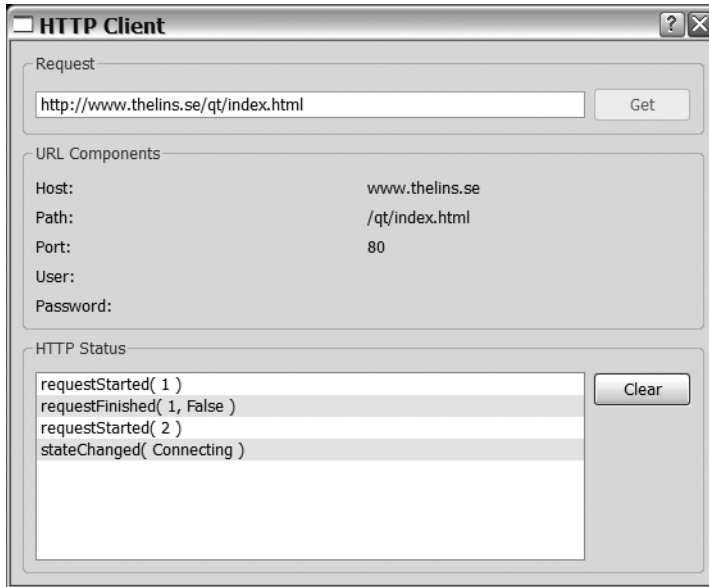 HTTP Client
Request
http://www.thelins.se/qt/index.html Get
URL Components
Host: www.thelins.se
Path: /qt/index.html
Port: 80
User:
Password:
HTTP Status
requestStarted( 1 ) Clear
requestFinished( 1, False )
requestStarted( 2 )
stateChanged( Connecting )